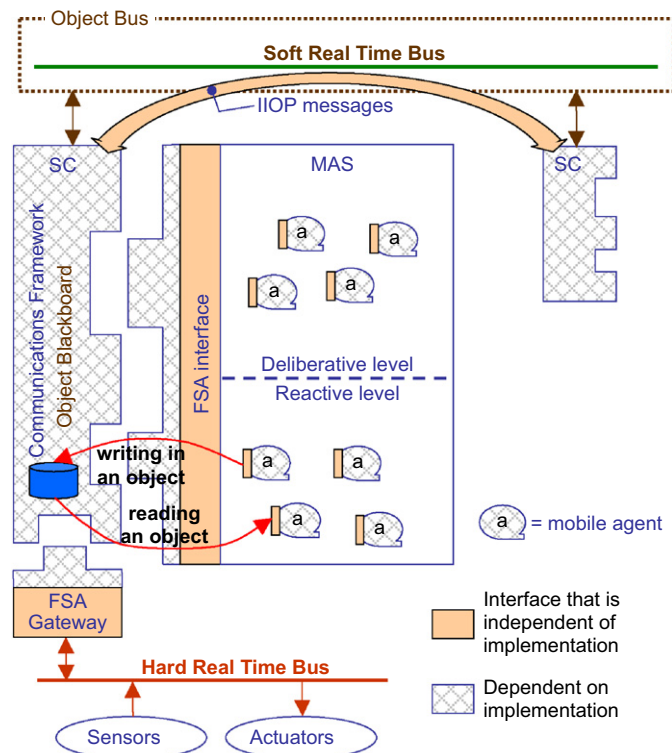 Object Bus
Soft Real Time Bus
IIOP messages
SC
MAS
SC
Communications Framework
Object Blackboard
FSA interface
a
a
a
a
Deliberative level
Reactive level
writing in
an object
a
a
reading
an object
a
a
a = mobile agent
FSA
Gateway
Interface that is
independent of
implementation
Hard Real Time Bus
Dependent on
implementation
Sensors
Actuators